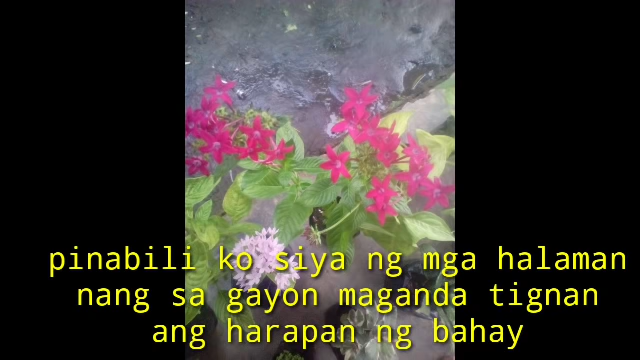 pinabili ko siya ng mga halaman
nang sa gayon maganda tignan
ang harapan ng bahay